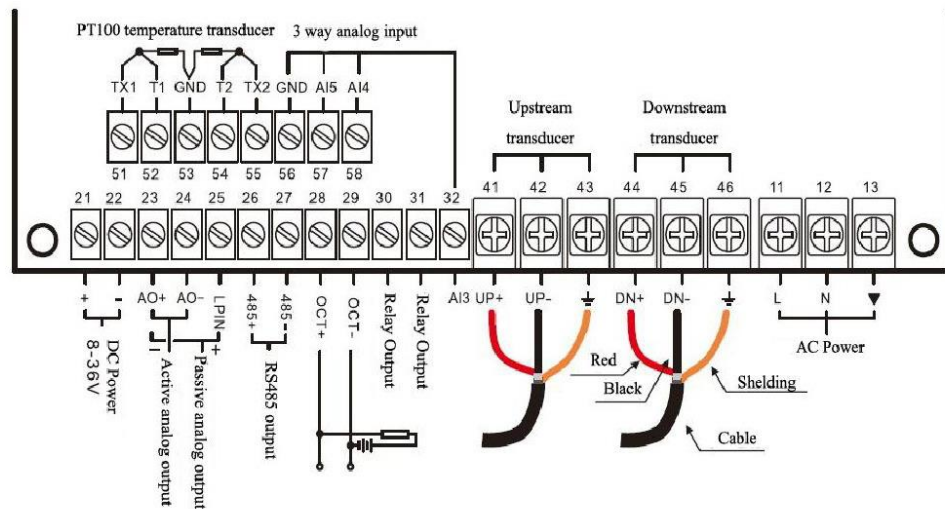 PT100 temperature transducer
3 way analog input
TX1 T1 GND T2 TX2 GND AI5 AI4
51 52 53 54 55 56 57 58
Upstream
transducer
Downstream
transducer
21 22 23 24 25 26 27 28 29 30 31 32 41 42 43 44 45 46 11 12 13
+ - AO+ AO- LPIN 485+ 485- OCT+ OCT- Relay Output Relay Output AI3 UP+ UP- DN+ DN- L N
- +
DC Power
8-36V
Active analog output
Passive analog output
RS485 output
AC Power
Red
Black
Shelding
Cable